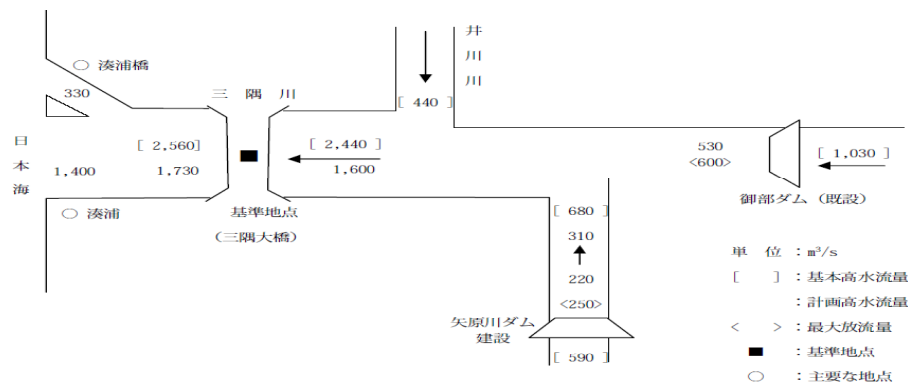 井川川
○ 湊浦橋
330
三隅川
[ 440]
日本海
[ 2,560]
[ 2,440 ]
530
<600>
[ 1,030 ]
1,400
1,730
1,600
御部ダム（既設）
○ 湊浦
基準地点
（三隅大橋）
[ 680 ]
310
220
<250>
矢原川ダム
建設
[ 590 ]
単 位 ：m³/s
[ ] ：基本高水流量
：計画高水流量
< > ：最大放流量
■ ：基準地点
○ ：主要な地点